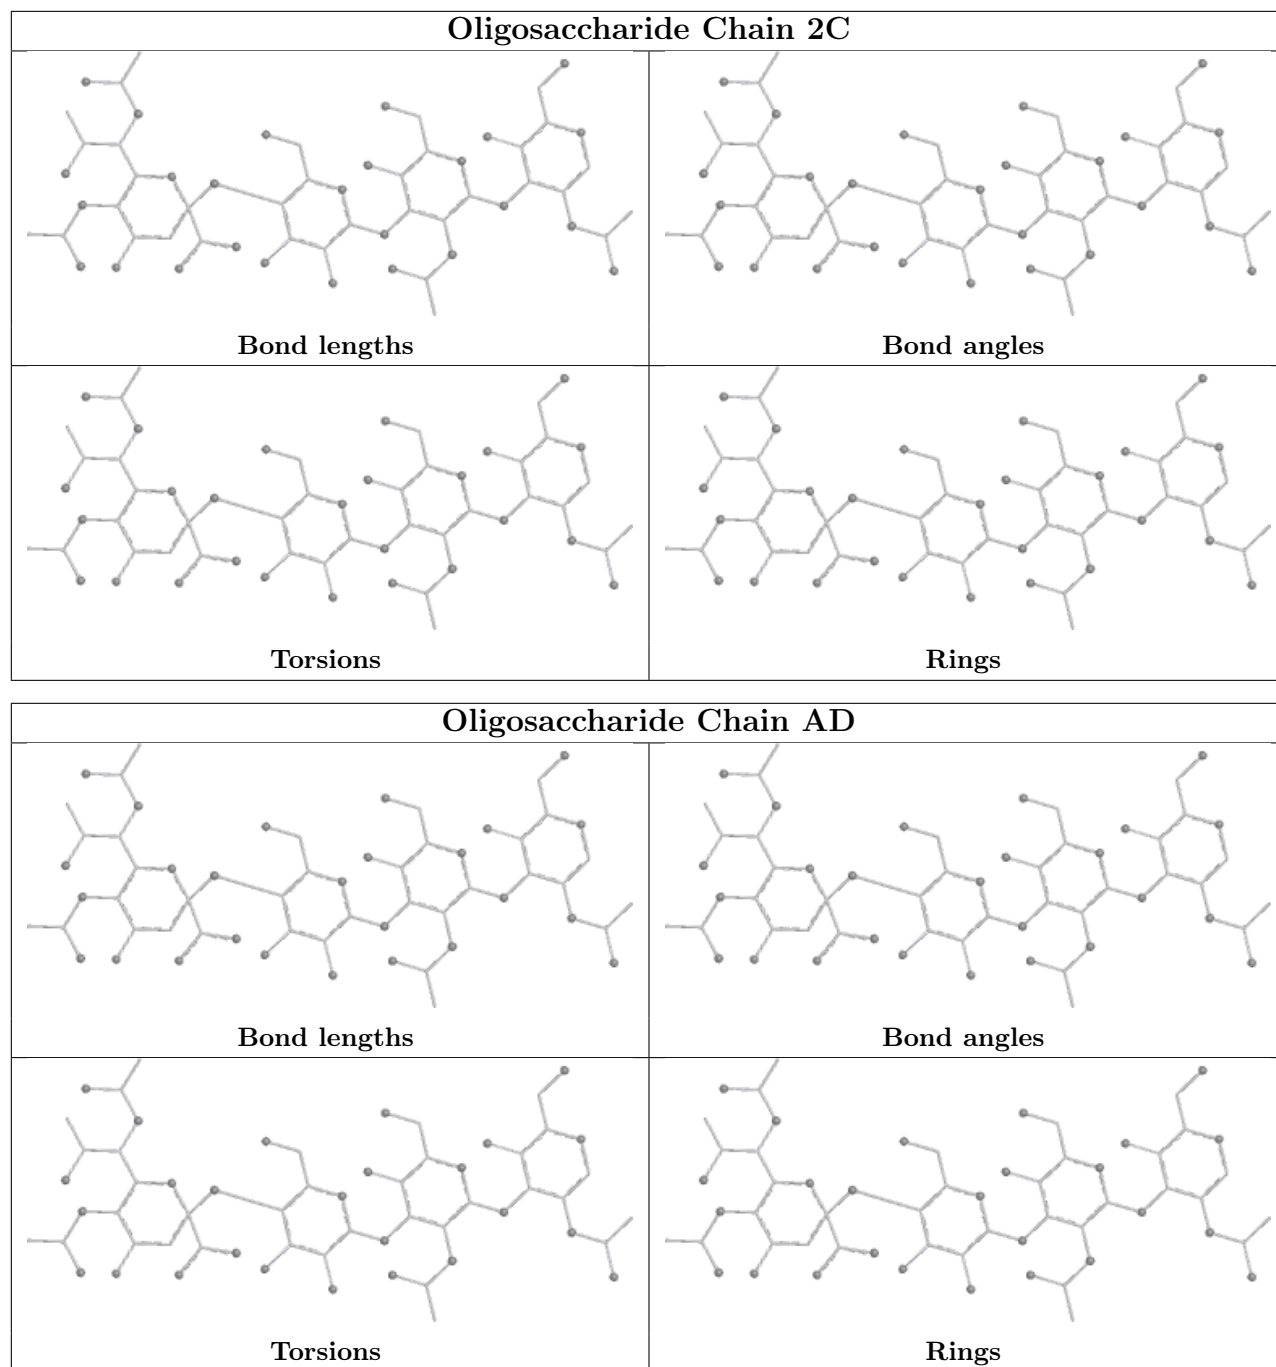 Oligosaccharide Chain 2C
Bond lengths
Bond angles
Torsions
Rings
Oligosaccharide Chain AD
Bond lengths
Bond angles
Torsions
Rings